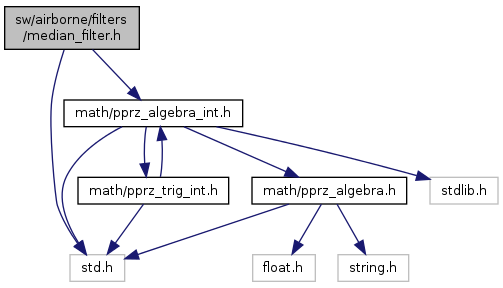 sw/airborne/filters
/median_filter.h
math/pprz_algebra_int.h
math/pprz_trig_int.h
math/pprz_algebra.h
stdlib.h
std.h
float.h
string.h